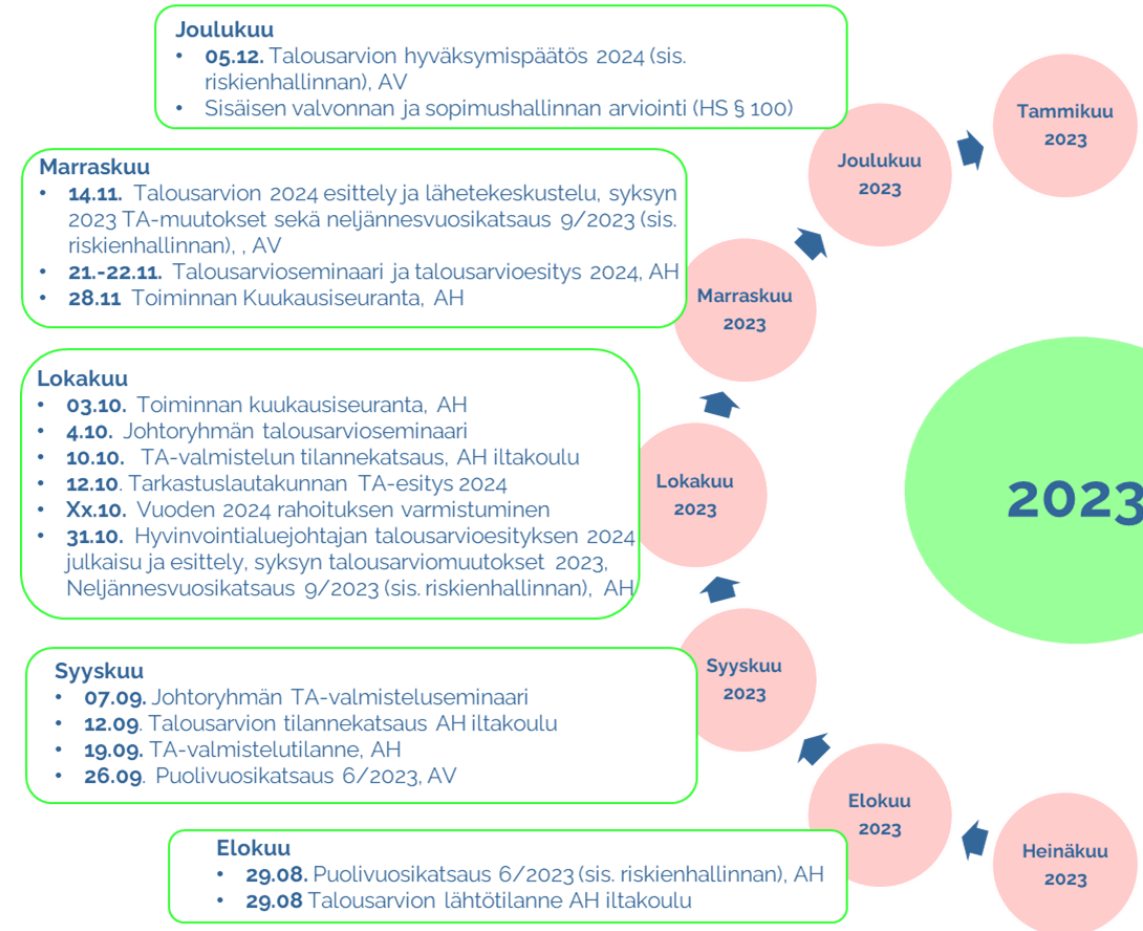 Joulukuu
• 05.12. Talousarvion hyväksymispäätös 2024 (sis.
riskienhallinnan), AV
• Sisäisen valvonnan ja sopimushallinnan arviointi (HS § 100)
Marraskuu
• 14.11. Talousarvion 2024 esittely ja lähetekeskustelu, syksyn
2023 TA-muutokset sekä neljännesvuosikatsaus 9/2023 (sis.
riskienhallinnan), , AV
• 21.-22.11. Talousarvioseminaari ja talousarvioesitys 2024, AH
• 28.11 Toiminnan Kuukausiseuranta, AH
Lokakuu
• 03.10. Toiminnan kuukausiseuranta, AH
• 4.10. Johtoryhmän talousarvioseminaari
• 10.10. TA-valmistelun tilannekatsaus, AH iltakoulu
• 12.10. Tarkastuslautakunnan TA-esitys 2024
• Xx.10. Vuoden 2024 rahoituksen varmistuminen
• 31.10. Hyvinvointialuejohtajan talousarvioesityksen 2024
julkaisu ja esittely, syksyn talousarviomuutokset 2023,
Neljännesvuosikatsaus 9/2023 (sis. riskienhallinnan), AH
Syyskuu
• 07.09. Johtoryhmän TA-valmisteluseminaari
• 12.09. Talousarvion tilannekatsaus AH iltakoulu
• 19.09. TA-valmistelutilanne, AH
• 26.09. Puolivuosikatsaus 6/2023, AV
Elokuu
• 29.08. Puolivuosikatsaus 6/2023 (sis. riskienhallinnan), AH
• 29.08 Talousarvion lähtötilanne AH iltakoulu
Tammikuu
2023
Joulukuu
2023
Marraskuu
2023
Lokakuu
2023
Syyskuu
2023
Elokuu
2023
Heinäkuu
2023
2023